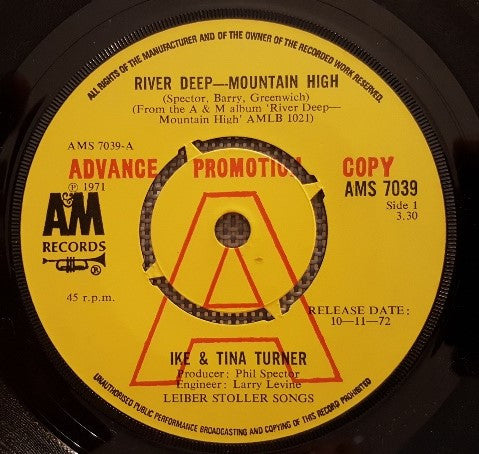 ALL RIGHTS OF THE MANUFACTURER AND OF THE OWNER OF THE RECORDED WORK RESERVED.
RIVER DEEP—MOUNTAIN HIGH
(Spector, Barry, Greenwich)
(From the A & M album 'River Deep—
Mountain High' AMLB 1021)
AMS 7039-A
ADVANCE PROMOTION COPY
℗ 1971
AMS 7039
Side 1
3.30
A&M
RECORDS
®
45 r.p.m.
A
RELEASE DATE:
10—11—72
IKE & TINA TURNER
Producer: Phil Spector
Engineer: Larry Levine
LEIBER STOLLER SONGS
UNAUTHORISED PUBLIC PERFORMANCE BROADCASTING AND COPYING OF THIS RECORD PROHIBITED